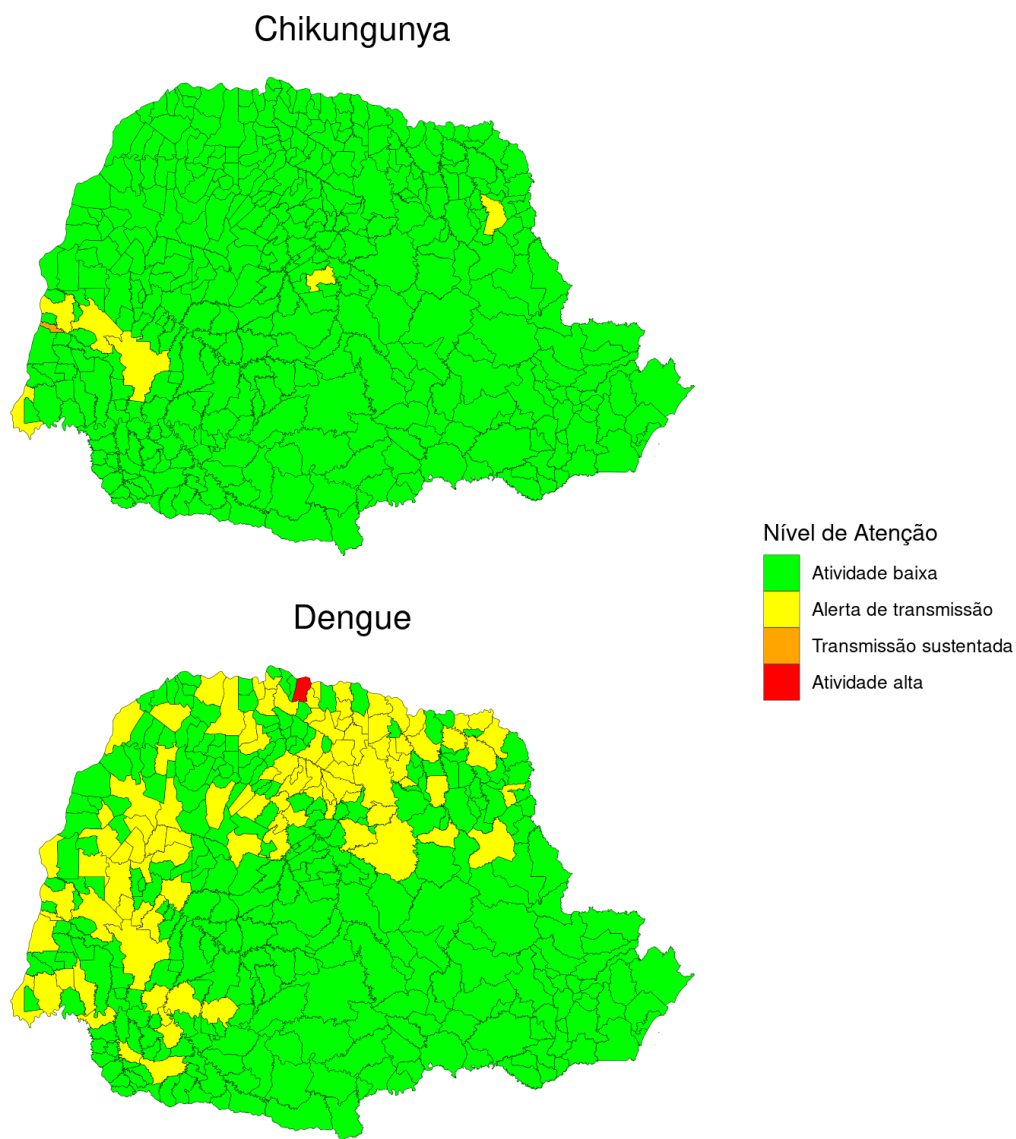 Chikungunya
Nível de Atenção
Atividade baixa
Alerta de transmissão
Transmissão sustentada
Atividade alta
Dengue